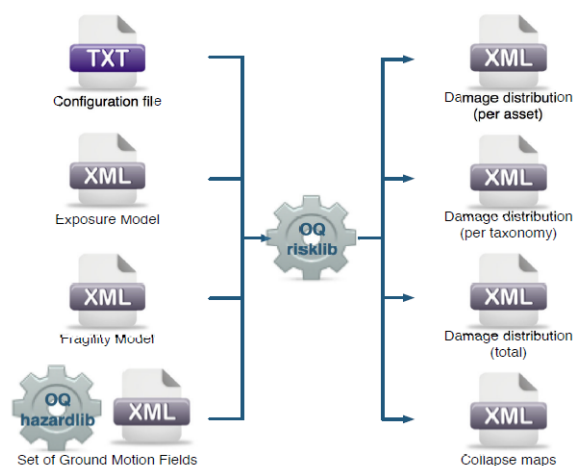 TXT
Configuration file
XML
Exposure Model
XML
Fragility Model
OQ
hazardlib
XML
Set of Ground Motion Fields
OQ
risklib
XML
Damage distribution
(per asset)
XML
Damage distribution
(per taxonomy)
XML
Damage distribution
(total)
XML
Collapse maps